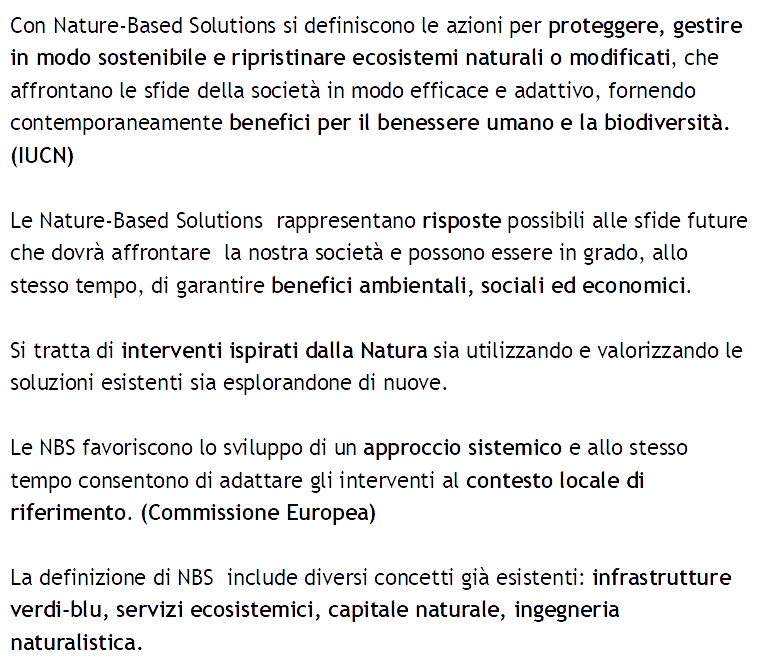 Con Nature-Based Solutions si definiscono le azioni per proteggere, gestire
in modo sostenibile e ripristinare ecosistemi naturali o modificati, che
affrontano le sfide della società in modo efficace e adattivo, fornendo
contemporaneamente benefici per il benessere umano e la biodiversità.
(IUCN)
Le Nature-Based Solutions  rappresentano risposte possibili alle sfide future
che dovrà affrontare  la nostra società e possono essere in grado, allo
stesso tempo, di garantire benefici ambientali, sociali ed economici.
Si tratta di interventi ispirati dalla Natura sia utilizzando e valorizzando le
soluzioni esistenti sia esplorandone di nuove.
Le NBS favoriscono lo sviluppo di un approccio sistemico e allo stesso
tempo consentono di adattare gli interventi al contesto locale di
riferimento. (Commissione Europea)
La definizione di NBS  include diversi concetti già esistenti: infrastrutture
verdi-blu, servizi ecosistemici, capitale naturale, ingegneria
naturalistica.